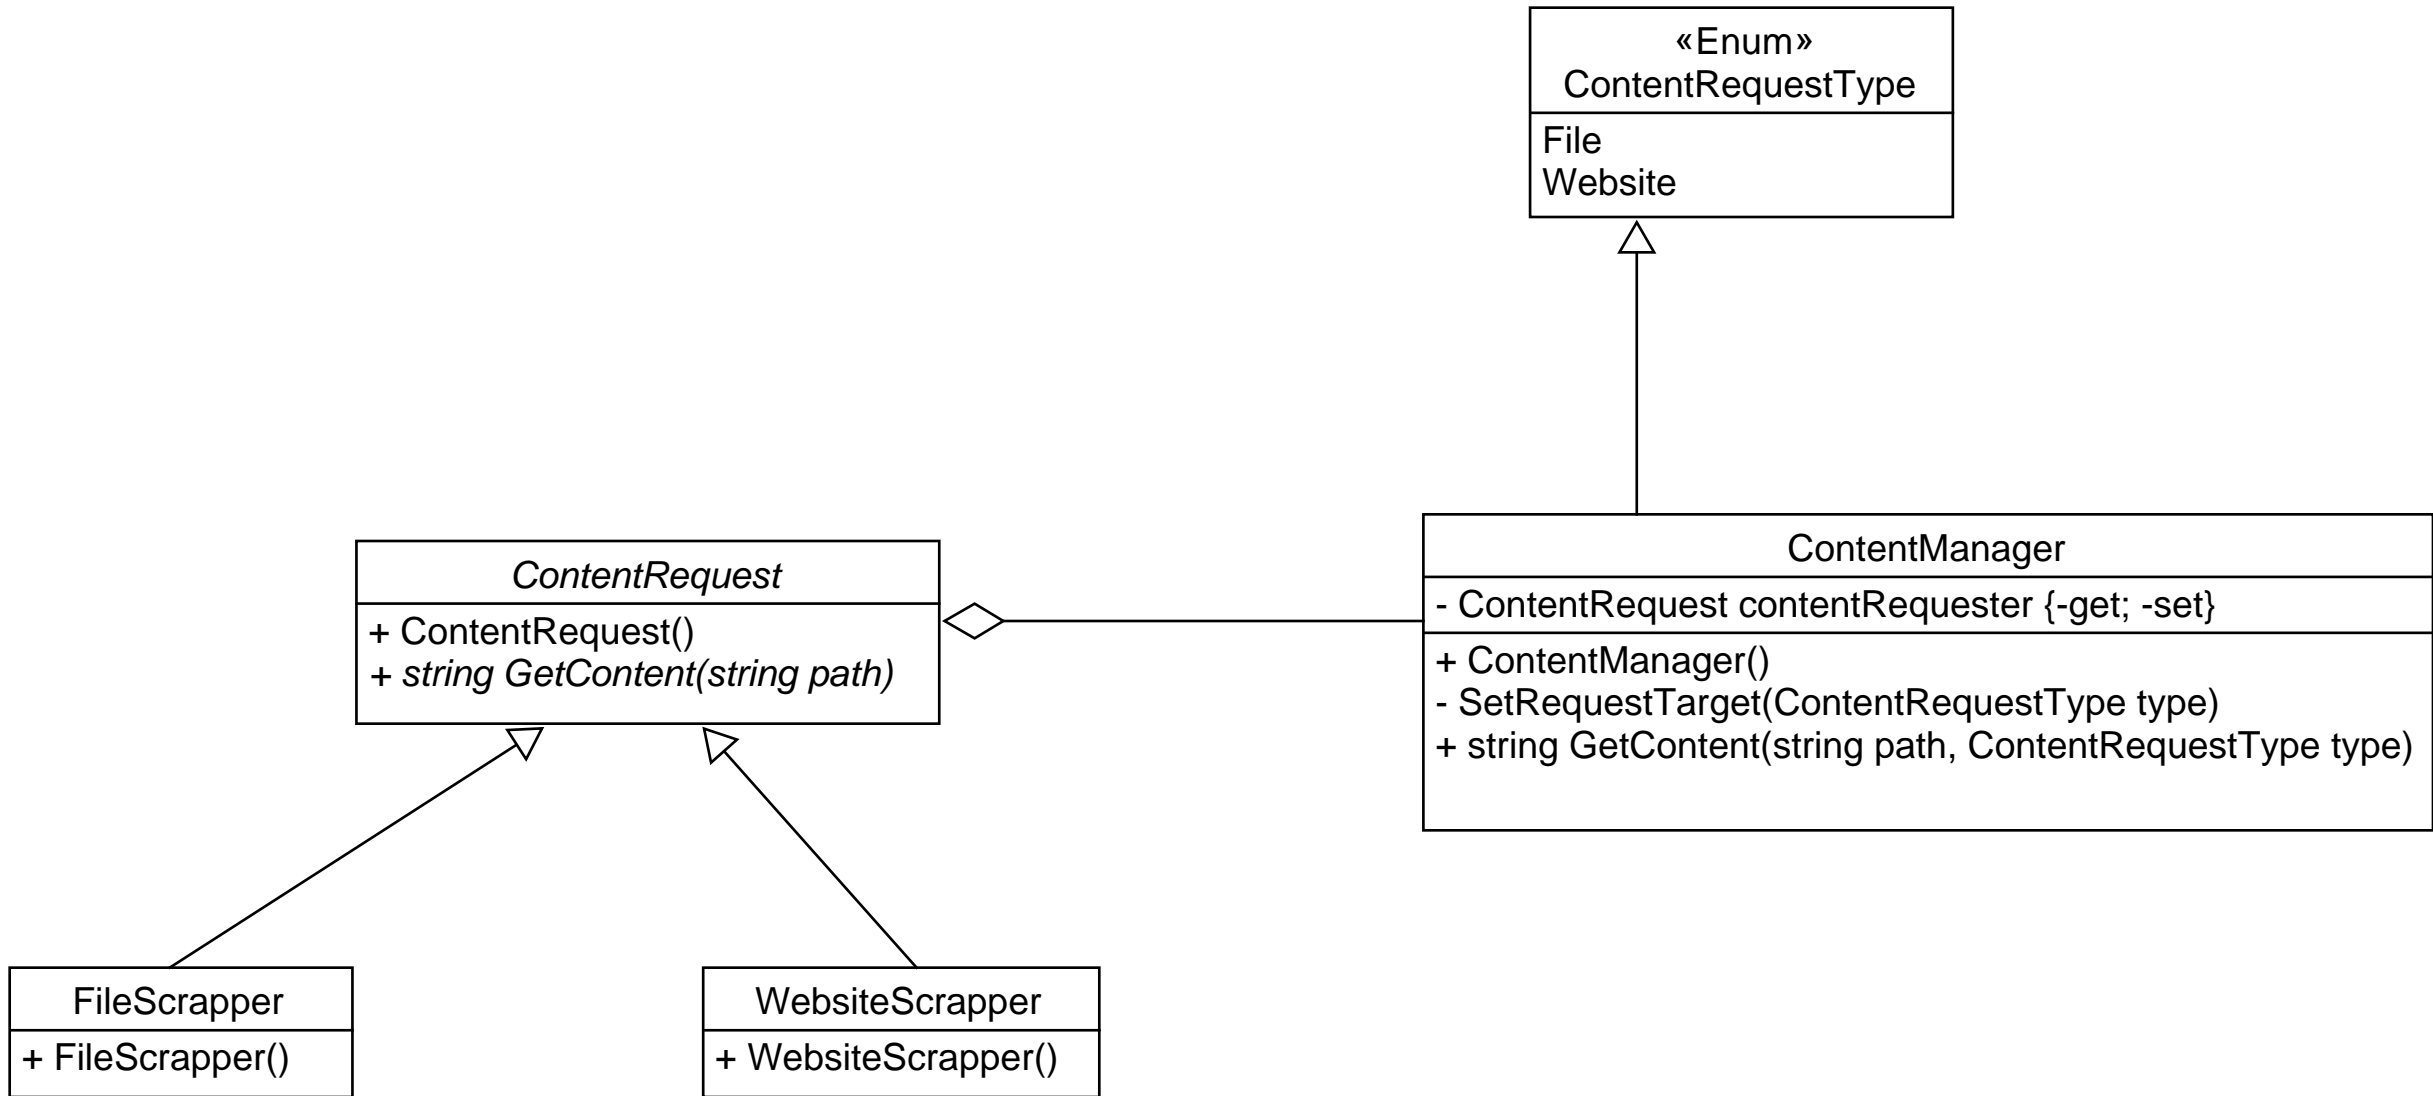 «Enum»
ContentRequestType
File
Website
ContentRequest
+ ContentRequest()
+ string GetContent(string path)
ContentManager
- ContentRequest contentRequester {-get; -set}
+ ContentManager()
- SetRequestTarget(ContentRequestType type)
+ string GetContent(string path, ContentRequestType type)
FileScrapper
+ FileScrapper()
WebsiteScrapper
+ WebsiteScrapper()